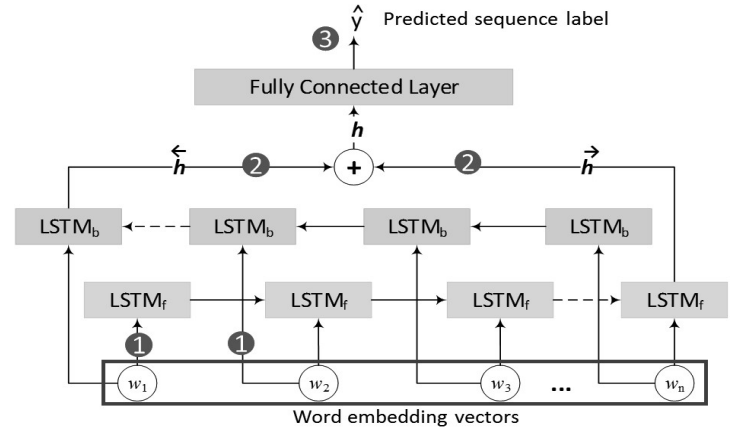 ŷ Predicted sequence label
3
Fully Connected Layer
h
←h 2 + 2 →h
LSTMb LSTMb LSTMb LSTMb
LSTMf LSTMf LSTMf LSTMf
1 1
w1 w2 w3 ... wn
Word embedding vectors